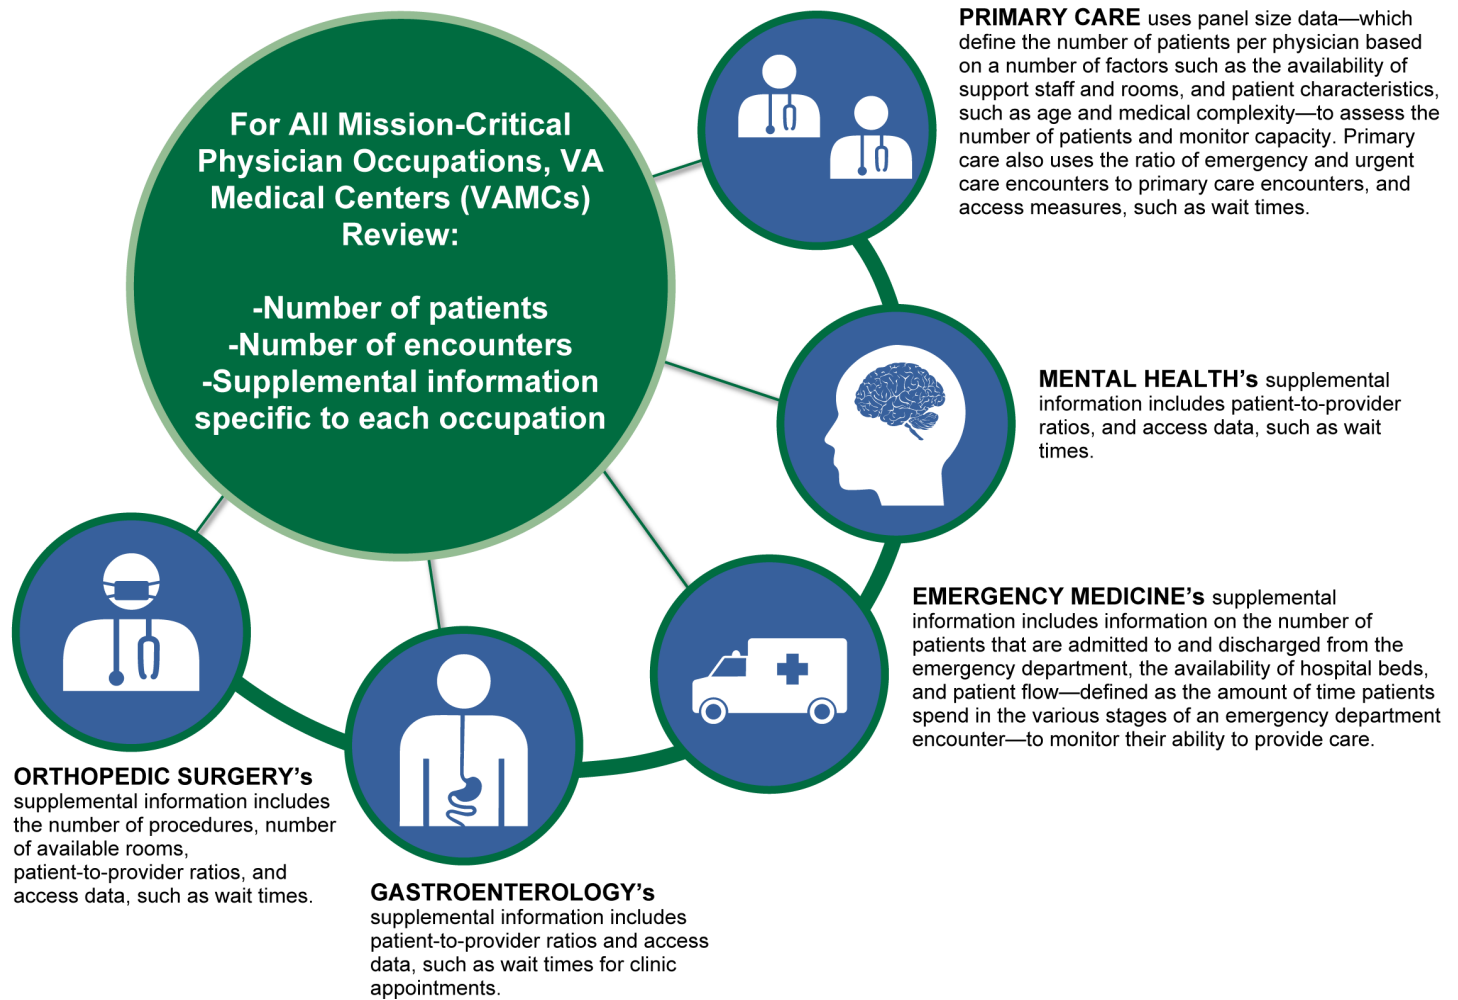 For All Mission-Critical
Physician Occupations, VA
Medical Centers (VAMCs)
Review:
-Number of patients
-Number of encounters
-Supplemental information
specific to each occupation
PRIMARY CARE uses panel size data—which
define the number of patients per physician based
on a number of factors such as the availability of
support staff and rooms, and patient characteristics,
such as age and medical complexity—to assess the
number of patients and monitor capacity. Primary
care also uses the ratio of emergency and urgent
care encounters to primary care encounters, and
access measures, such as wait times.
MENTAL HEALTH’s supplemental
information includes patient-to-provider
ratios, and access data, such as wait
times.
EMERGENCY MEDICINE’s supplemental
information includes information on the number of
patients that are admitted to and discharged from the
emergency department, the availability of hospital beds,
and patient flow—defined as the amount of time patients
spend in the various stages of an emergency department
encounter—to monitor their ability to provide care.
ORTHOPEDIC SURGERY’s
supplemental information includes
the number of procedures, number
of available rooms,
patient-to-provider ratios, and
access data, such as wait times.
GASTROENTEROLOGY’s
supplemental information includes
patient-to-provider ratios and access
data, such as wait times for clinic
appointments.